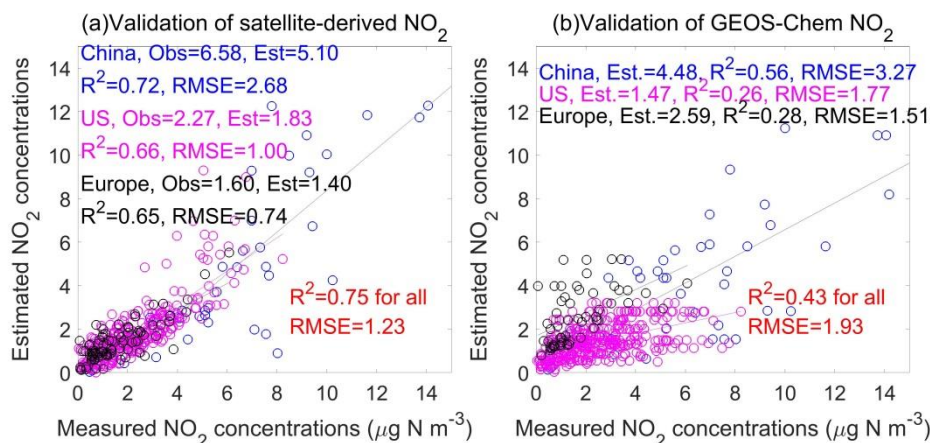 (a)Validation of satellite-derived NO₂
China, Obs=6.58, Est=5.10
R²=0.72, RMSE=2.68
US, Obs=2.27, Est=1.83
R²=0.66, RMSE=1.00
Europe, Obs=1.60, Est=1.40
R²=0.65, RMSE=0.74
R²=0.75 for all
RMSE=1.23
Estimated NO₂ concentrations
14
12
10
8
6
4
2
0
0 2 4 6 8 10 12 14
Measured NO₂ concentrations (μg N m⁻³)
(b)Validation of GEOS-Chem NO₂
China, Est.=4.48, R²=0.56, RMSE=3.27
US, Est.=1.47, R²=0.26, RMSE=1.77
Europe, Est.=2.59, R²=0.28, RMSE=1.51
R²=0.43 for all
RMSE=1.93
Estimated NO₂ concentrations
14
12
10
8
6
4
2
0
0 2 4 6 8 10 12 14
Measured NO₂ concentrations (μg N m⁻³)